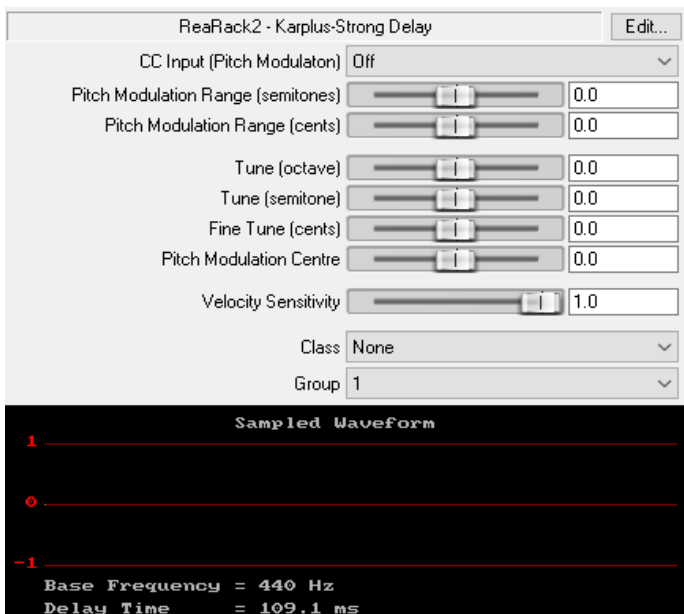 ReaRack2 - Karplus-Strong Delay Edit...
CC Input (Pitch Modulaton) Off
Pitch Modulation Range (semitones) 0.0
Pitch Modulation Range (cents) 0.0
Tune (octave) 0.0
Tune (semitone) 0.0
Fine Tune (cents) 0.0
Pitch Modulation Centre 0.0
Velocity Sensitivity 1.0
Class None
Group 1
Sampled Waveform
1
0
-1
Base Frequency = 440 Hz
Delay Time = 109.1 ms